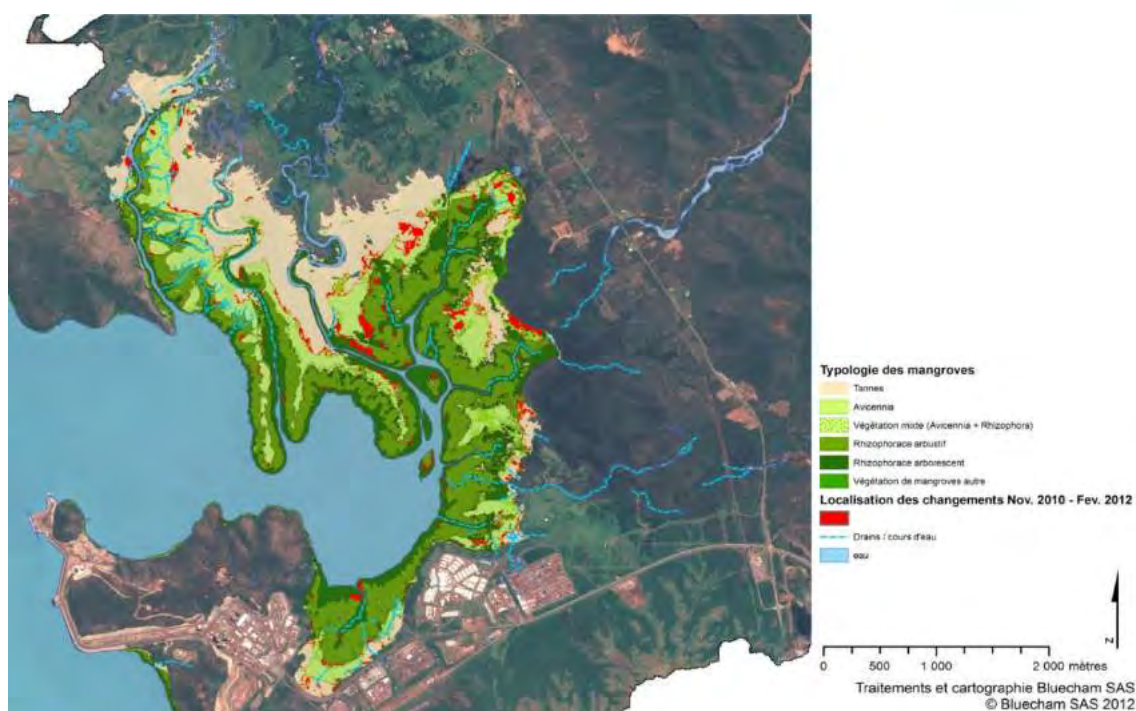 Typologie des mangroves
Tannes
Avicennia
Végétation mixte (Avicennia + Rhizophora)
Rhizophorace arbustif
Rhizophorace arborescent
Végétation de mangroves autre
Localisation des changements Nov. 2010 - Fev. 2012
Drains / cours d'eau
eau
N
0 500 1 000 2 000 mètres
Traitements et cartographie Bluecham SAS
© Bluecham SAS 2012